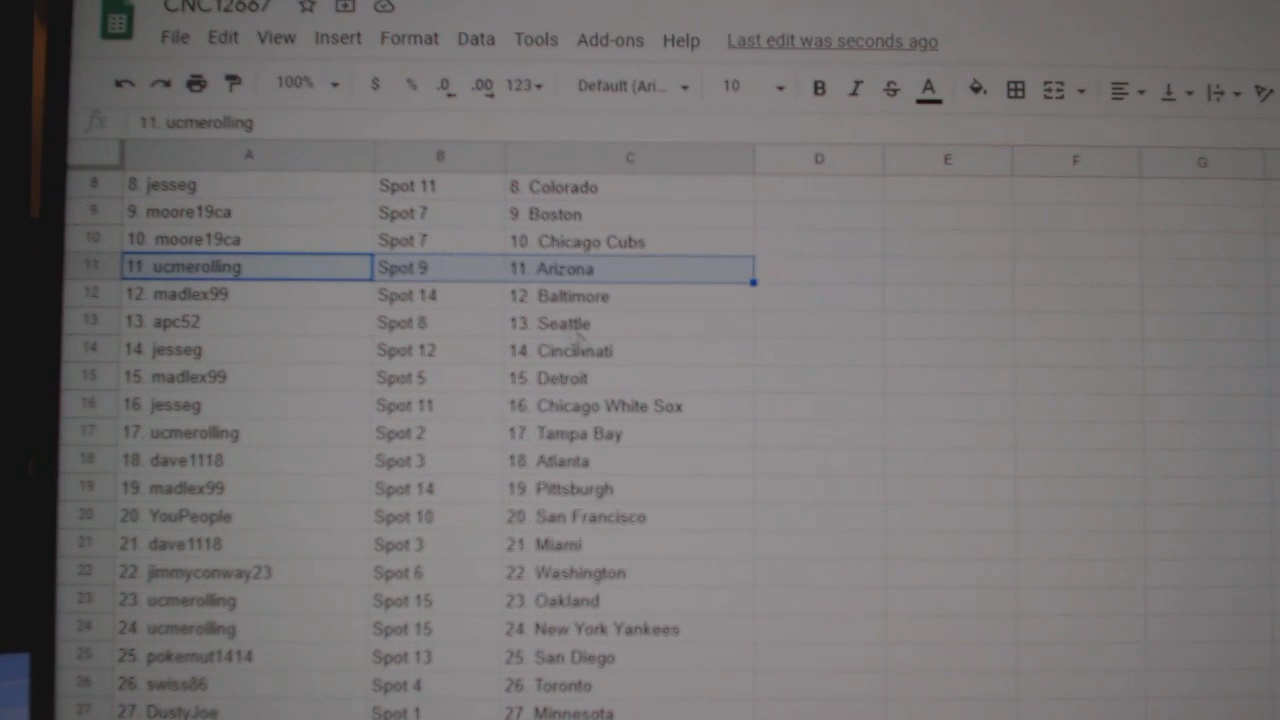 CNC12667
File Edit View Insert Format Data Tools Add-ons Help Last edit was seconds ago
100% $ % .0 .00 123 Default (Ari... 10 B I S A
fx 11. ucmerolling
A B C D E F G
8 8. jesseg Spot 11 8. Colorado
9 9. moore19ca Spot 7 9 Boston
10 10. moore19ca Spot 7 10. Chicago Cubs
11 11. ucmerolling Spot 9 11. Arizona
12 12. madlex99 Spot 14 12. Baltimore
13 13. apc52 Spot 8 13. Seattle
14 14. jesseg Spot 12 14. Cincinnati
15 15. madlex99 Spot 5 15. Detroit
16 16. jesseg Spot 11 16. Chicago White Sox
17 17. ucmerolling Spot 2 17. Tampa Bay
18 18. dave1118 Spot 3 18. Atlanta
19 19. madlex99 Spot 14 19. Pittsburgh
20 20. YouPeople Spot 10 20. San Francisco
21 21. dave1118 Spot 3 21. Miami
22 22. jimmyconway23 Spot 6 22. Washington
23 23. ucmerolling Spot 15 23. Oakland
24 24. ucmerolling Spot 15 24. New York Yankees
25 25. pokernut1414 Spot 13 25. San Diego
26 26. swiss86 Spot 4 26. Toronto
27 27. DustyJoe Spot 1 27. Minnesota